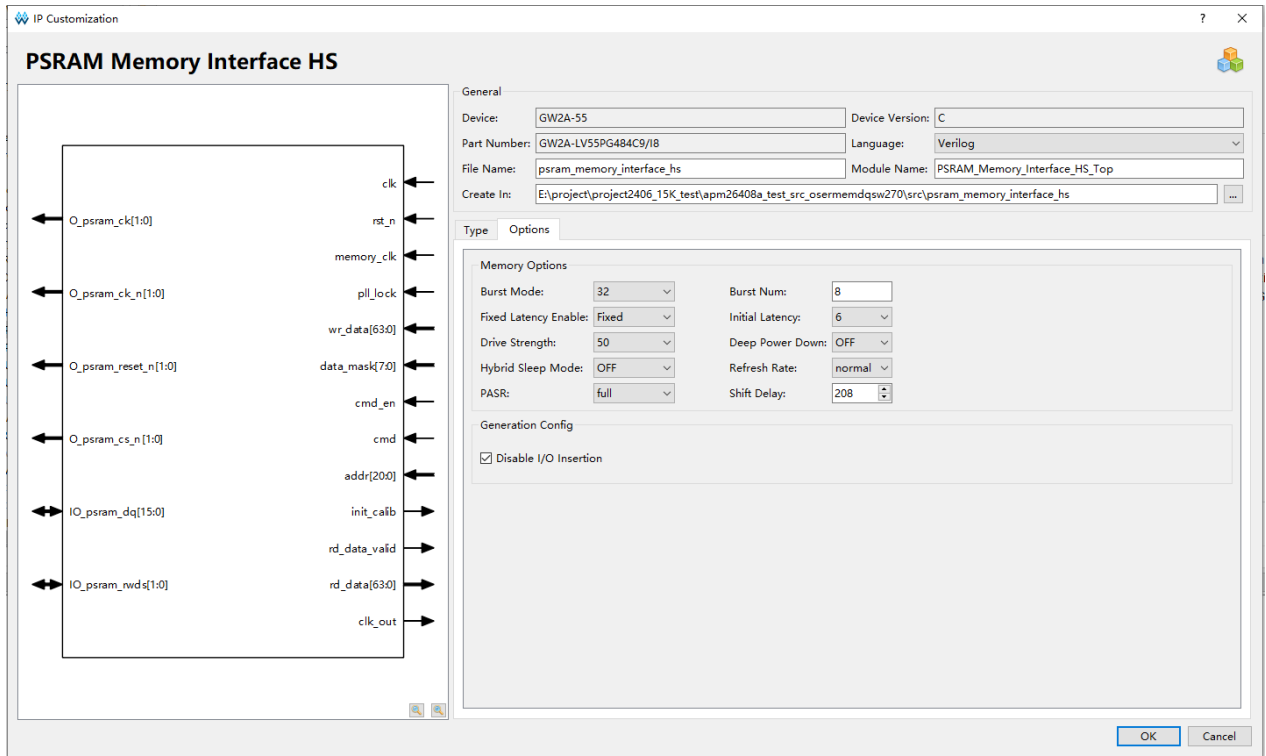 IP Customization
? ×
PSRAM Memory Interface HS
clk
O_psram_ck[1:0] rst_n
memory_clk
O_psram_ck_n[1:0] pll_lock
wr_data[63:0]
O_psram_reset_n[1:0] data_mask[7:0]
cmd_en
O_psram_cs_n[1:0] cmd
addr[20:0]
IO_psram_dq[15:0] init_calib
rd_data_valid
IO_psram_rwds[1:0] rd_data[63:0]
clk_out
General
Device: GW2A-55 Device Version: C
Part Number: GW2A-LV55PG484C9/I8 Language: Verilog
File Name: psram_memory_interface_hs Module Name: PSRAM_Memory_Interface_HS_Top
Create In: E:\project\project2406_15K_test\apm26408a_test_src_osermemdqsw270\src\psram_memory_interface_hs ...
Type Options
Memory Options
Burst Mode: 32 Burst Num: 8
Fixed Latency Enable: Fixed Initial Latency: 6
Drive Strength: 50 Deep Power Down: OFF
Hybrid Sleep Mode: OFF Refresh Rate: normal
PASR: full Shift Delay: 208
Generation Config
Disable I/O Insertion
OK Cancel